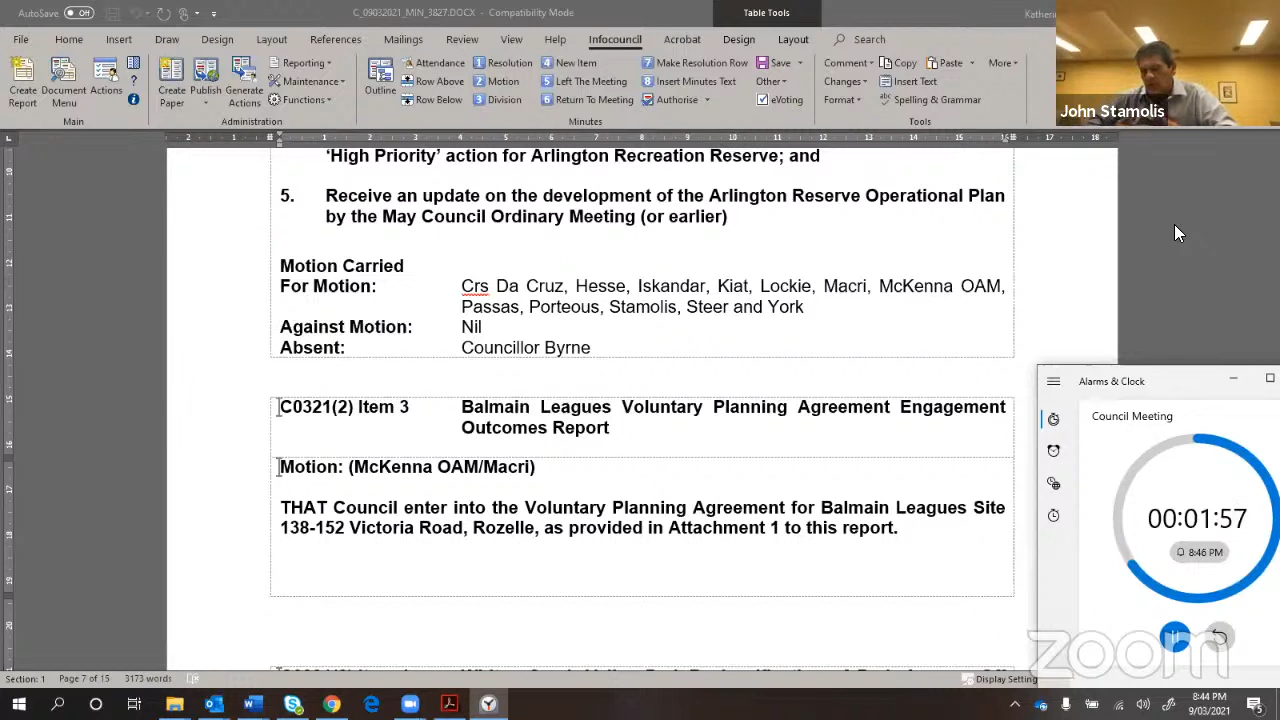 AutoSave Off C_09032021_MIN_3827.DOCX - Compatibility Mode Table Tools
File Home Insert Draw Design Layout References Mailings Review View Help Infocouncil Acrobat Design Layout Search
Create Report Document Menu Actions
Main
Create Paper Publish Generate Actions
Reporting
Maintenance
Functions
Administration
Outline
Attendance 1 Resolution 4 New Item 7 Make Resolution Row Save
Row Above 2 Motion 5 Left The Meeting 8 Insert Minutes Text Other
Row Below 3 Division 6 Return To Meeting Authorise eVoting
Minutes
Comment Copy Paste More
Changes Insert Text
Format Spelling & Grammar
Tools
John Stamolis
‘High Priority’ action for Arlington Recreation Reserve; and
5. Receive an update on the development of the Arlington Reserve Operational Plan
by the May Council Ordinary Meeting (or earlier)
Motion Carried
For Motion: Crs Da Cruz, Hesse, Iskandar, Kiat, Lockie, Macri, McKenna OAM,
Passas, Porteous, Stamolis, Steer and York
Against Motion: Nil
Absent: Councillor Byrne
C0321(2) Item 3 Balmain Leagues Voluntary Planning Agreement Engagement
Outcomes Report
Motion: (McKenna OAM/Macri)
THAT Council enter into the Voluntary Planning Agreement for Balmain Leagues Site
138-152 Victoria Road, Rozelle, as provided in Attachment 1 to this report.
Alarms & Clock
Council Meeting
00:01:57
8:46 PM
zoom
Section: 1 Page 7 of 15 3173 words Display Setting
8:44 PM
9/03/2021
5